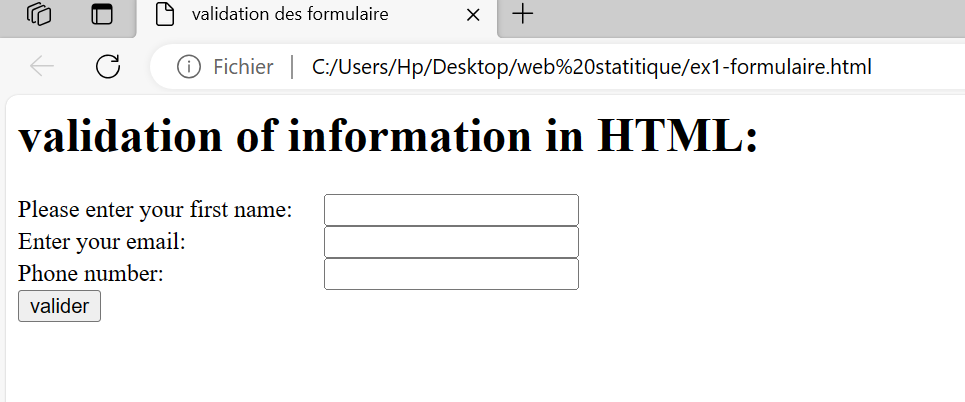 validation des formulaire
Fichier | C:/Users/Hp/Desktop/web%20statitique/ex1-formulaire.html
validation of information in HTML:
Please enter your first name:
Enter your email:
Phone number:
valider